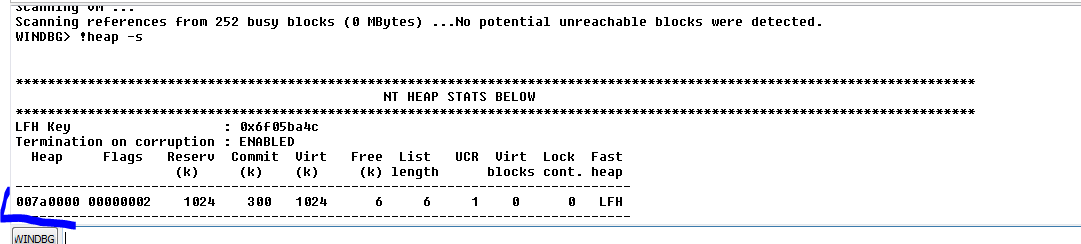 Scanning VM ...
Scanning references from 252 busy blocks (0 MBytes) ...No potential unreachable blocks were detected.
WINDBG> !heap -s
************************************************************************************************************************
NT HEAP STATS BELOW
************************************************************************************************************************
LFH Key : 0x6f05ba4c
Termination on corruption : ENABLED
Heap Flags Reserv Commit Virt Free List UCR Virt Lock Fast
(k) (k) (k) (k) length blocks cont. heap
-----------------------------------------------------------------------------
007a0000 00000002 1024 300 1024 6 6 1 0 0 LFH
-----------------------------------------------------------------------------
WINDBG